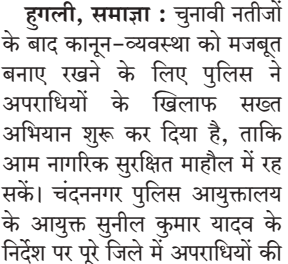 हुगली, समाज्ञा : चुनावी नतीजों
के बाद कानून-व्यवस्था को मजबूत
बनाए रखने के लिए पुलिस ने
अपराधियों के खिलाफ सख्त
अभियान शुरू कर दिया है, ताकि
आम नागरिक सुरक्षित माहौल में रह
सकें। चंदननगर पुलिस आयुक्तालय
के आयुक्त सुनील कुमार यादव के
निर्देश पर पूरे जिले में अपराधियों की